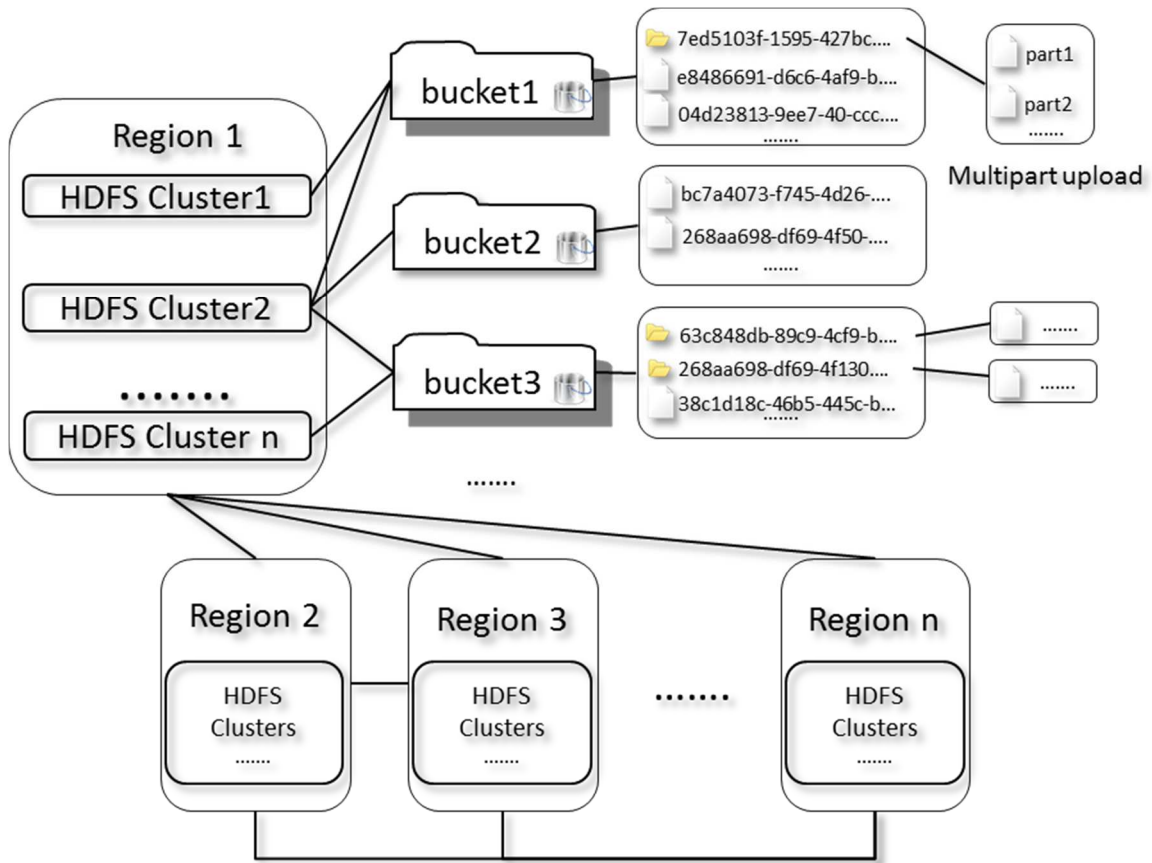 Region 1
HDFS Cluster1
HDFS Cluster2
.......
HDFS Cluster n
bucket1
7ed5103f-1595-427bc....
e8486691-d6c6-4af9-b....
04d23813-9ee7-40-ccc....
.......
part1
part2
.......
Multipart upload
bucket2
bc7a4073-f745-4d26-....
268aa698-df69-4f50-....
.......
bucket3
63c848db-89c9-4cf9-b....
268aa698-df69-4f130....
38c1d18c-46b5-445c-b...
.......
.......
.......
.......
Region 2
HDFS
Clusters
.......
Region 3
HDFS
Clusters
.......
.......
Region n
HDFS
Clusters
.......